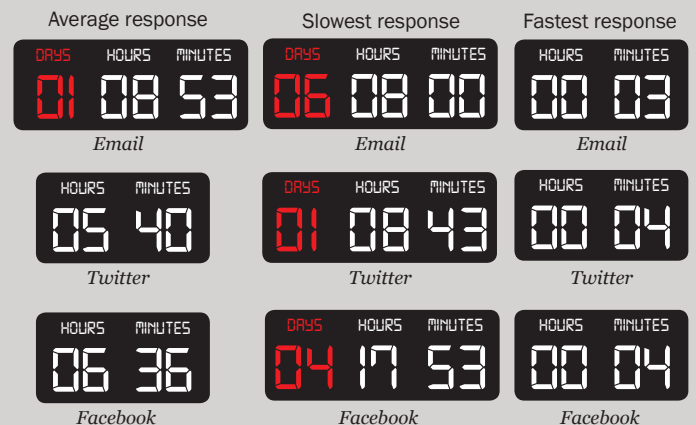 Average response Slowest response Fastest response
DAYS HOURS MINUTES DAYS HOURS MINUTES HOURS MINUTES
01 08 53 06 08 00 00 03
Email Email Email
HOURS MINUTES DAYS HOURS MINUTES HOURS MINUTES
05 40 01 08 43 00 04
Twitter Twitter Twitter
HOURS MINUTES DAYS HOURS MINUTES HOURS MINUTES
06 36 04 17 53 00 04
Facebook Facebook Facebook